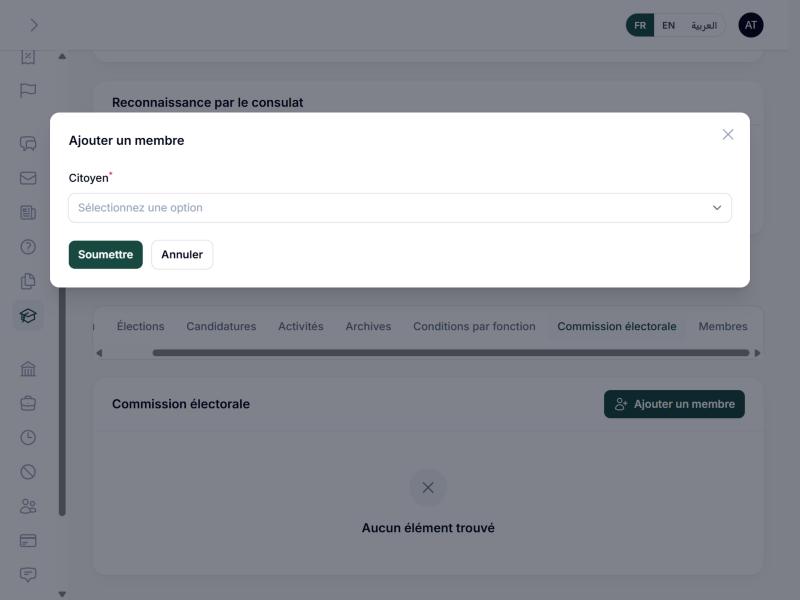 FR EN العربية AT
Reconnaissance par le consulat
Ajouter un membre
Citoyen*
Sélectionnez une option
Soumettre Annuler
Élections Candidatures Activités Archives Conditions par fonction Commission électorale Membres
Commission électorale Ajouter un membre
Aucun élément trouvé